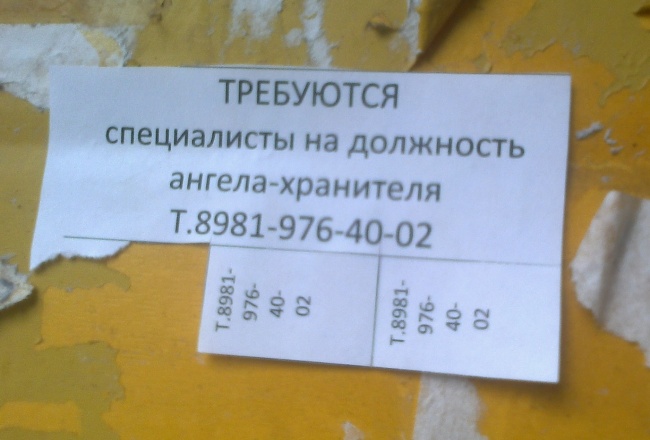 ТРЕБУЮТСЯ
специалисты на должность
ангела-хранителя
Т.8981-976-40-02
Т.8981-
976-
40-
02
Т.8981-
976-
40-
02